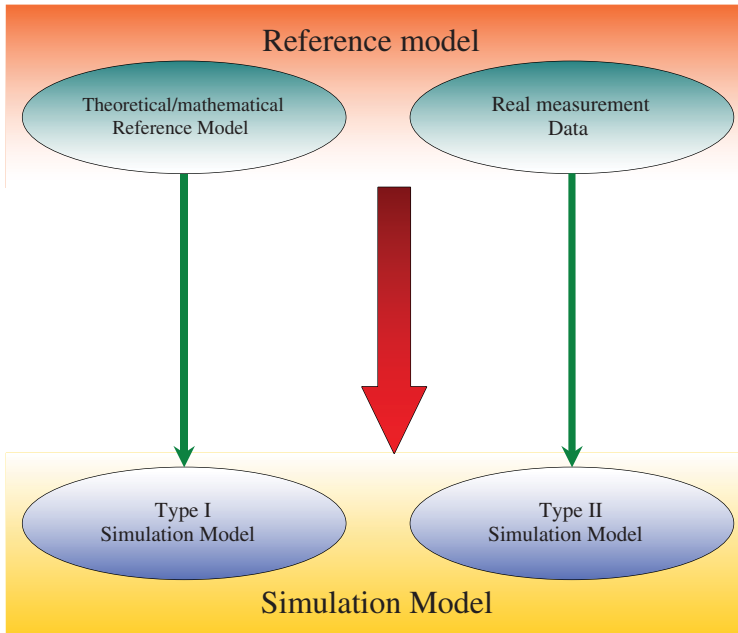 Reference model
Theoretical/mathematical
Reference Model
Real measurement
Data
Type I
Simulation Model
Type II
Simulation Model
Simulation Model